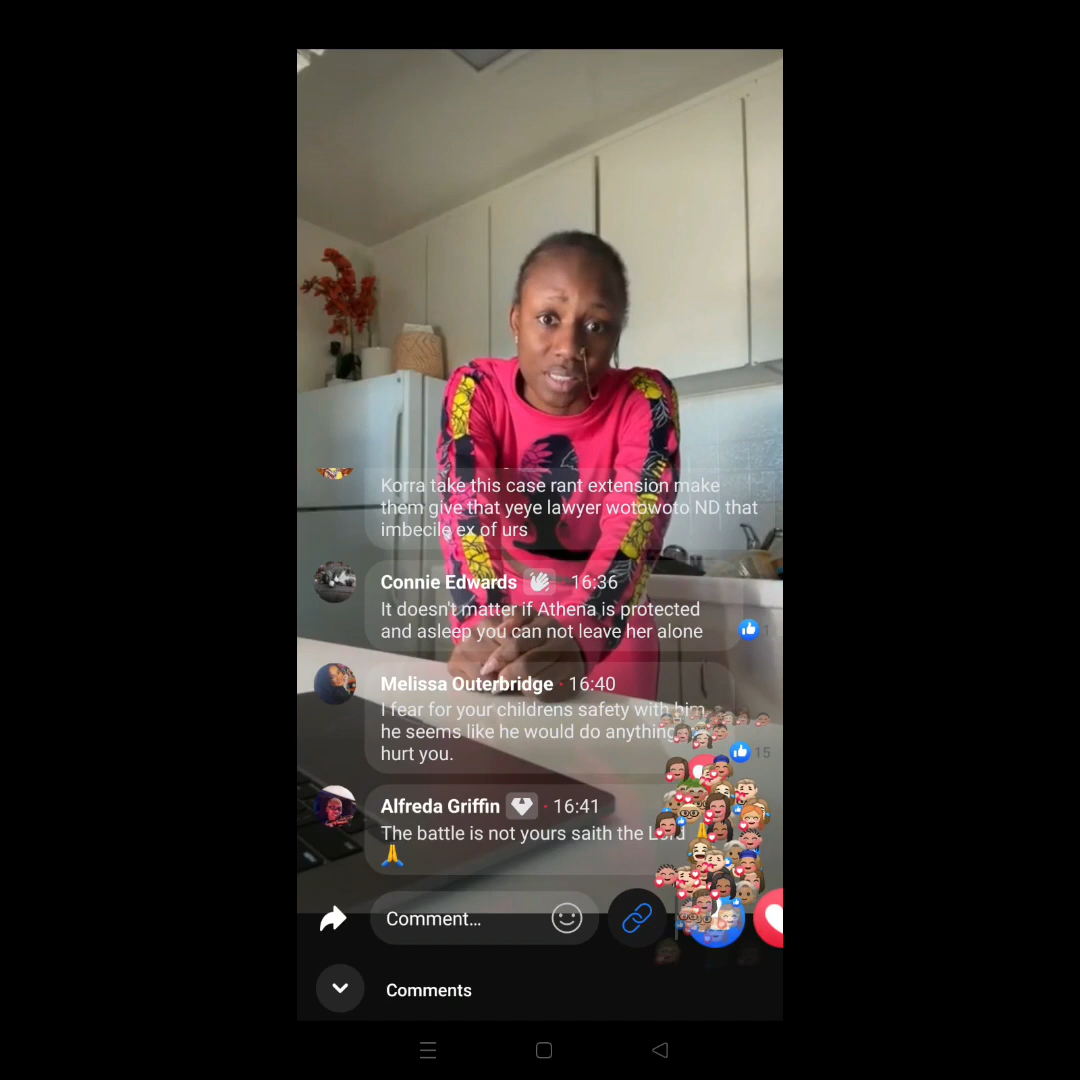 Korra take this case rant extension make
them give that yeye lawyer wotowoto ND that
imbecile ex of urs
Connie Edwards 16:36
It doesn't matter if Athena is protected
and asleep you can not leave her alone
1
Melissa Outerbridge · 16:40
I fear for your childrens safety with him
he seems like he would do anything
hurt you.
15
Alfreda Griffin · 16:41
The battle is not yours saith the Lord
🙏
Comment...
Comments